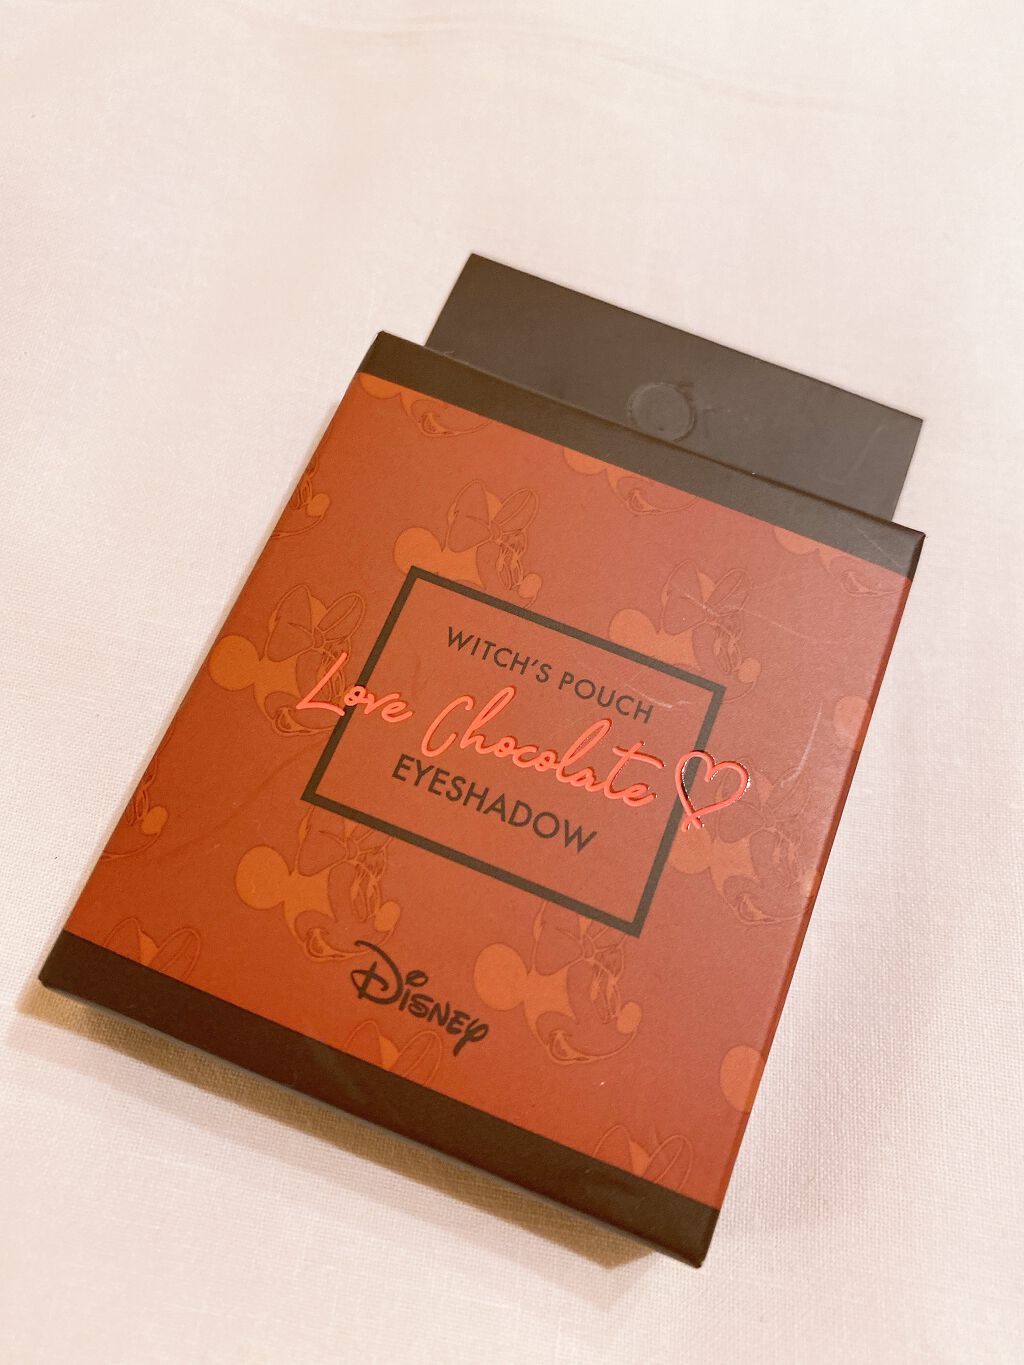 WITCH'S POUCH
Love Chocolate
EYESHADOW
Disney